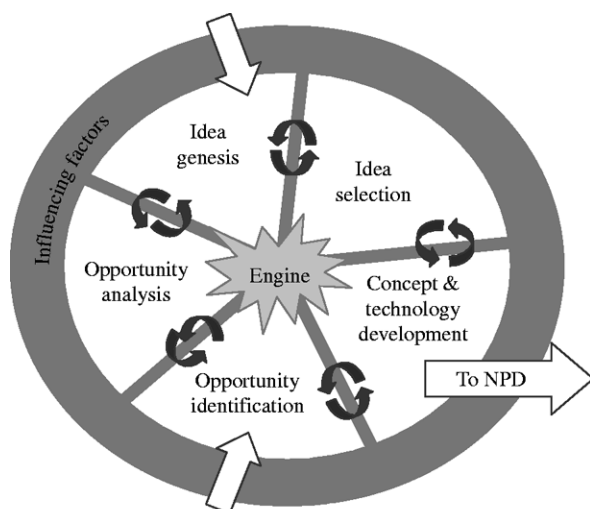 Idea
genesis
Idea
selection
Influencing factors
Opportunity
analysis
Engine
Concept &
technology
development
Opportunity
identification
To NPD